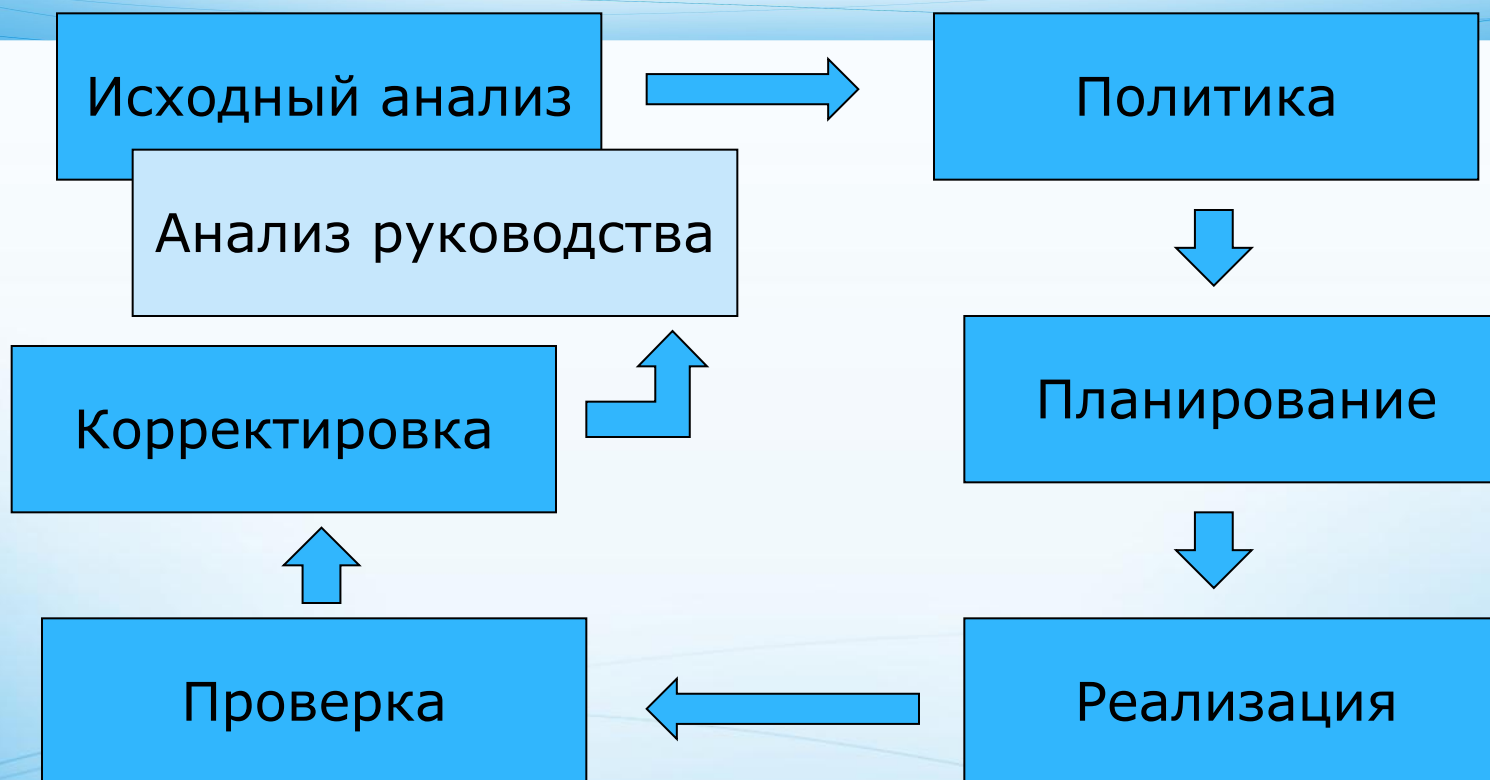 Исходный анализ
Политика
Анализ руководства
Планирование
Корректировка
Проверка
Реализация